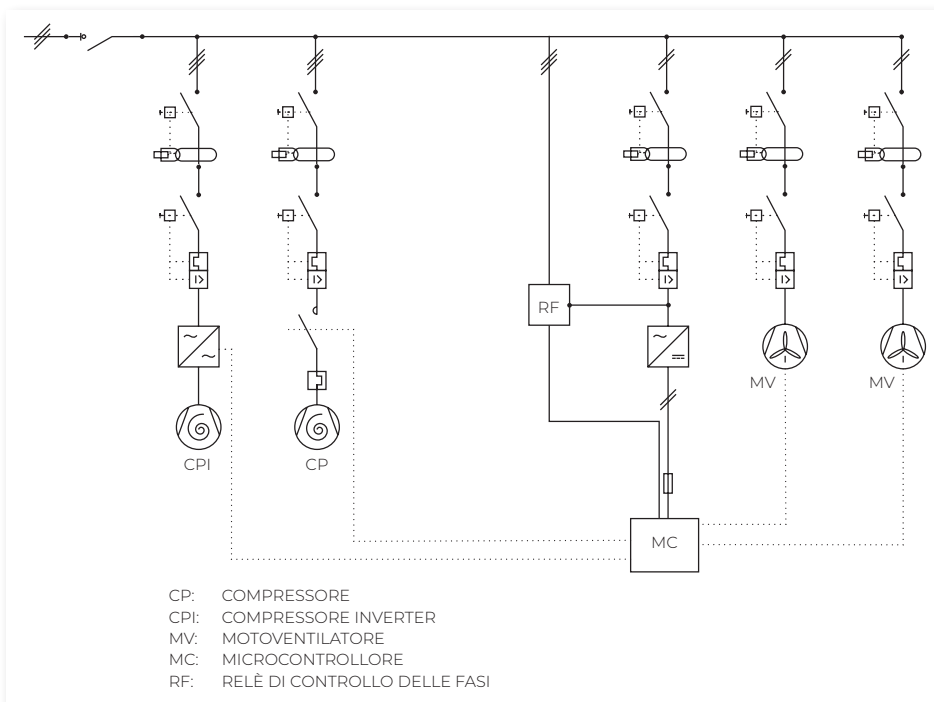 RF
MV
MV
CPI
CP
MC
CP: COMPRESSORE
CPI: COMPRESSORE INVERTER
MV: MOTOVENTILATORE
MC: MICROCONTROLLORE
RF: RELÈ DI CONTROLLO DELLE FASI